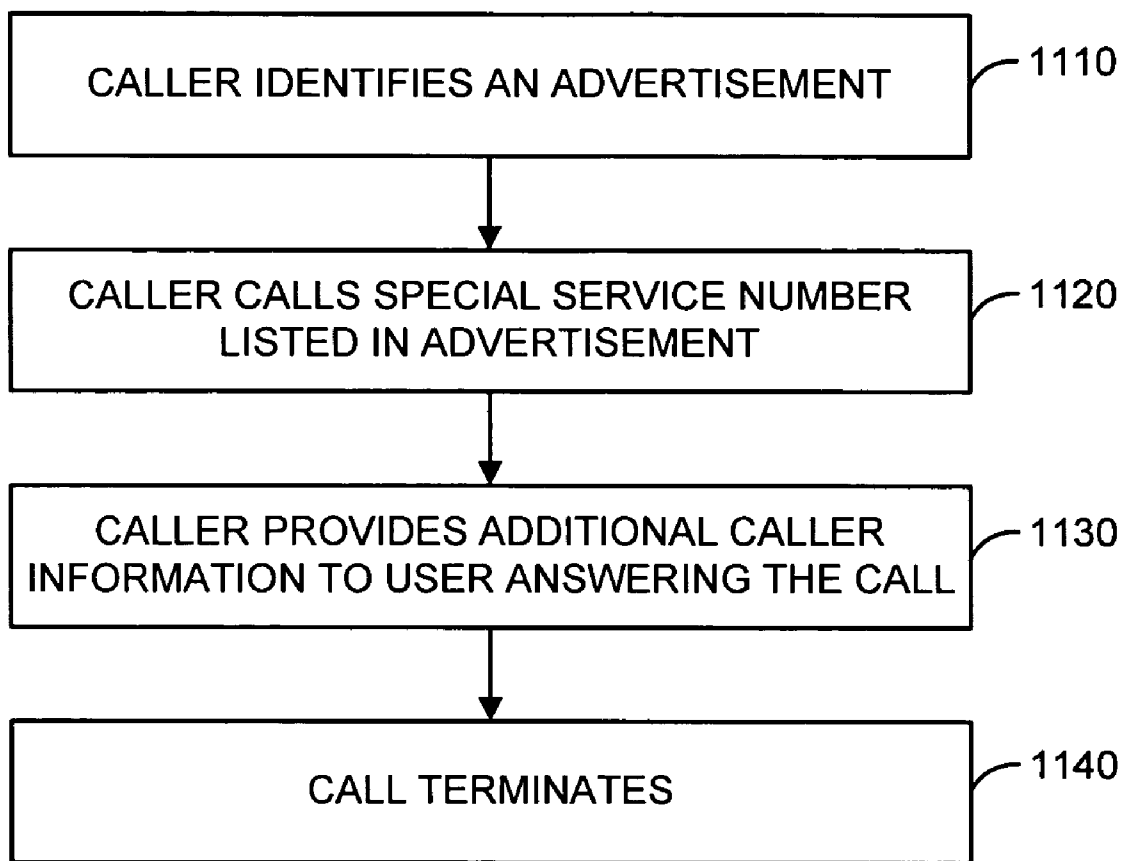 CALLER IDENTIFIES AN ADVERTISEMENT
1110
CALLER CALLS SPECIAL SERVICE NUMBER
LISTED IN ADVERTISEMENT
1120
CALLER PROVIDES ADDITIONAL CALLER
INFORMATION TO USER ANSWERING THE CALL
1130
CALL TERMINATES
1140